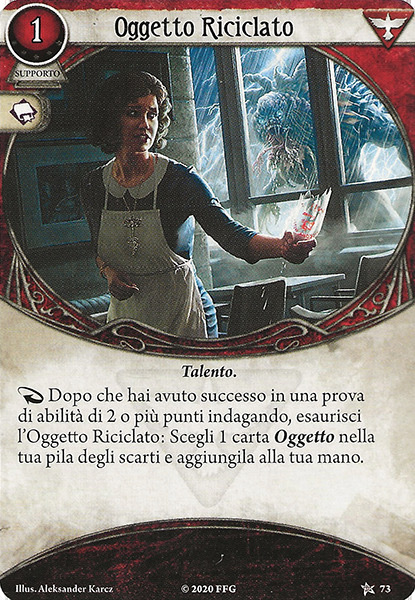 Oggetto Riciclato
1
SUPPORTO
Talento.
Dopo che hai avuto successo in una prova
di abilità di 2 o più punti indagando, esaurisci
l'Oggetto Riciclato: Scegli 1 carta Oggetto nella
tua pila degli scarti e aggiungila alla tua mano.
Illus. Aleksander Karcz © 2020 FFG 73